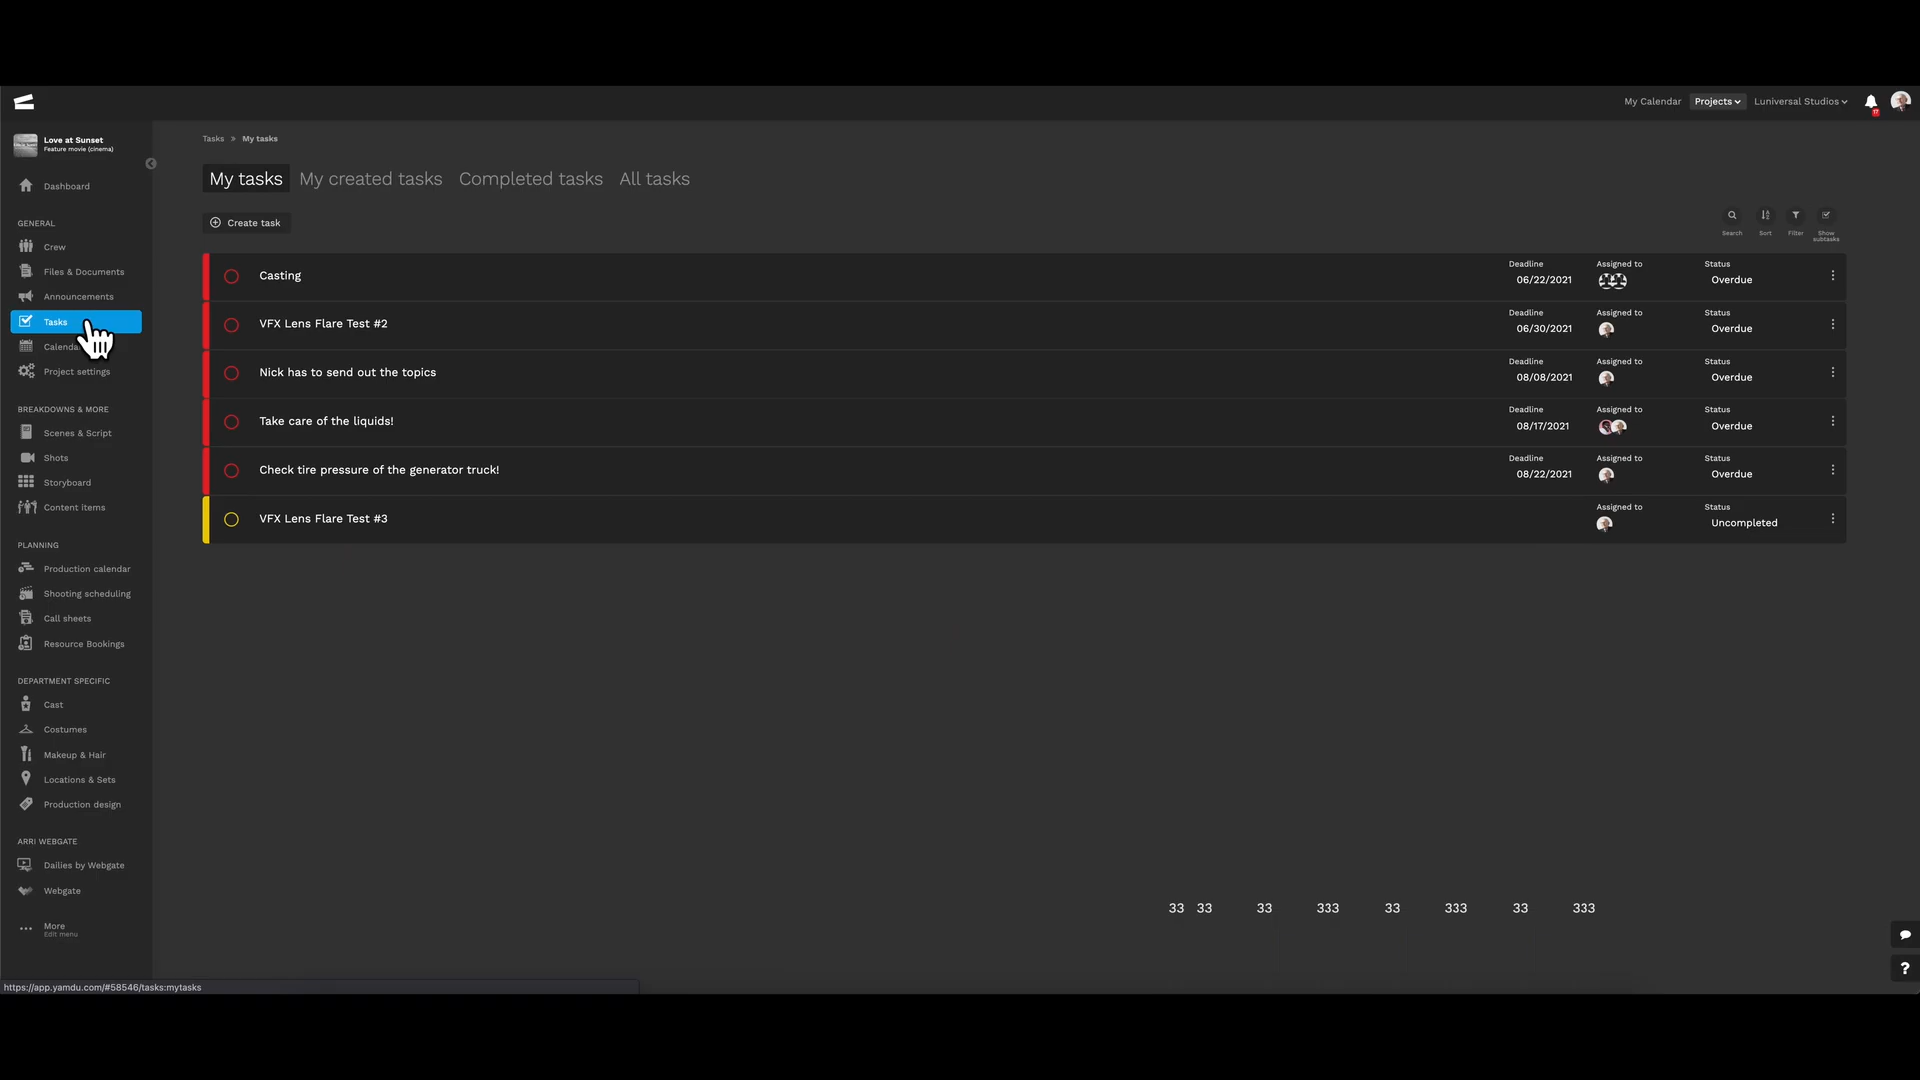 My Calendar
Projects
Luniversal Studios
Love at Sunset
Feature movie (cinema)
Dashboard
GENERAL
Crew
Files & Documents
Announcements
Tasks
Project settings
BREAKDOWNS & MORE
Scenes & Script
Shots
Storyboard
Content items
PLANNING
Production calendar
Shooting scheduling
Call sheets
Resource Bookings
DEPARTMENT SPECIFIC
Cast
Costumes
Makeup & Hair
Locations & Sets
Production design
ARRI WEBGATE
Dailies by Webgate
Webgate
More
Edit menu
Tasks » My tasks
My tasks
My created tasks
Completed tasks
All tasks
Create task
Search
Sort
Filter
Show
subtasks
Casting
Deadline
06/22/2021
Assigned to
Status
Overdue
VFX Lens Flare Test #2
Deadline
06/30/2021
Assigned to
Status
Overdue
Nick has to send out the topics
Deadline
08/08/2021
Assigned to
Status
Overdue
Take care of the liquids!
Deadline
08/17/2021
Assigned to
Status
Overdue
Check tire pressure of the generator truck!
Deadline
08/22/2021
Assigned to
Status
Overdue
VFX Lens Flare Test #3
Assigned to
Status
Uncompleted
33 33 33 333 33 333 33 333
?
https://app.yamdu.com/#58546/tasks:mytasks